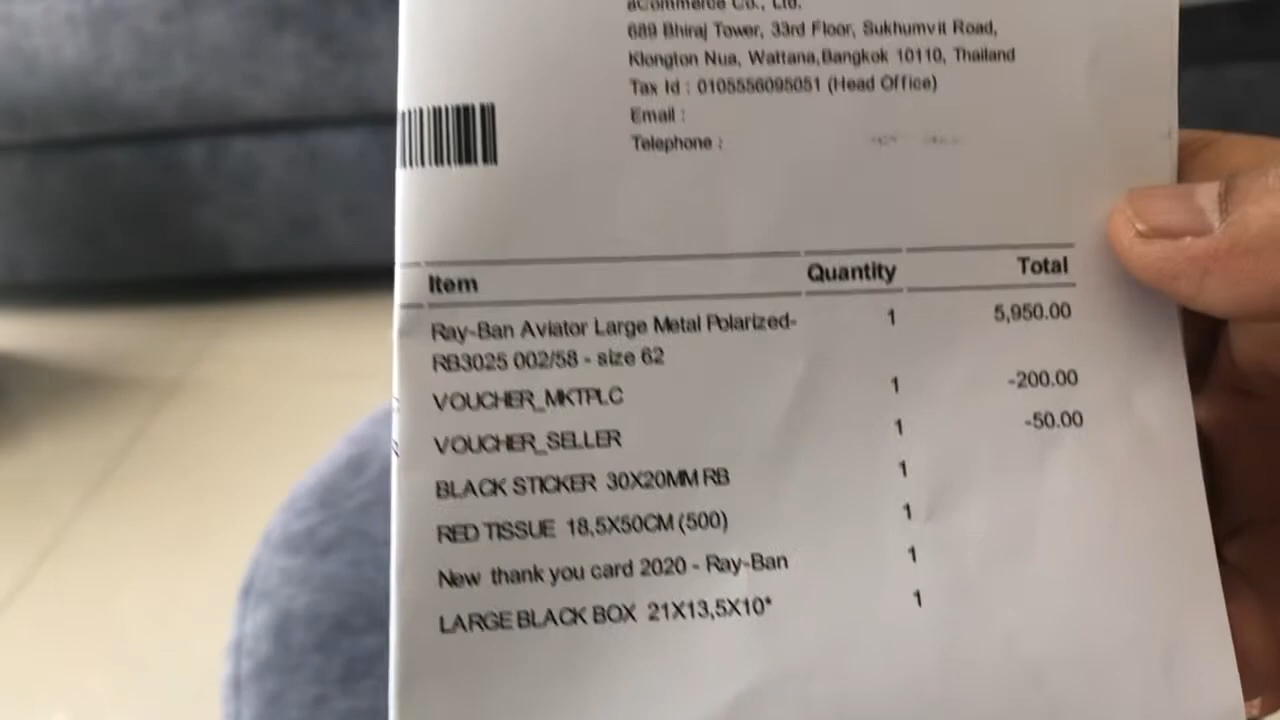 aCommerce Co., Ltd.
689 Bhiraj Tower, 33rd Floor, Sukhumvit Road,
Klongton Nua, Wattana,Bangkok 10110, Thailand
Tax Id : 0105556095051 (Head Office)
Email :
Telephone :
Item Quantity Total
Ray-Ban Aviator Large Metal Polarized- 1 5,950.00
RB3025 002/58 - size 62
VOUCHER_MKTPLC 1 -200.00
VOUCHER_SELLER 1 -50.00
BLACK STICKER 30X20MM RB 1
RED TISSUE 18,5X50CM (500) 1
New thank you card 2020 - Ray-Ban 1
LARGE BLACK BOX 21X13,5X10* 1